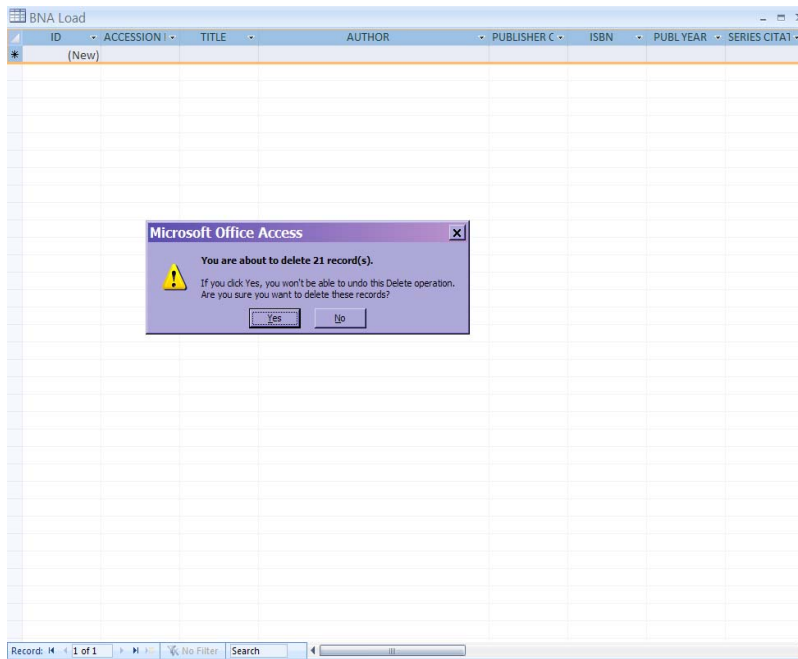 BNA Load
ID ACCESSION TITLE AUTHOR PUBLISHER C ISBN PUBL YEAR SERIES CITAT
(New)
Microsoft Office Access
You are about to delete 21 record(s).
If you click Yes, you won't be able to undo this Delete operation.
Are you sure you want to delete these records?
Yes No
Record: 1 of 1 No Filter Search